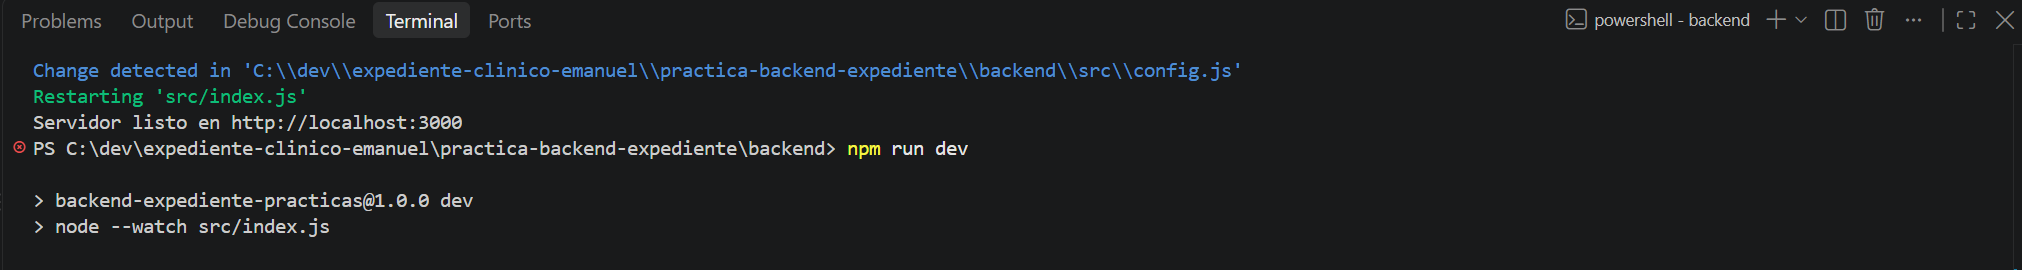 Problems Output Debug Console Terminal Ports powershell - backend
Change detected in 'C:\\dev\\expediente-clinico-emanuel\\practica-backend-expediente\\backend\\src\\config.js'
Restarting 'src/index.js'
Servidor listo en http://localhost:3000
PS C:\dev\expediente-clinico-emanuel\practica-backend-expediente\backend> npm run dev
> backend-expediente-practicas@1.0.0 dev
> node --watch src/index.js